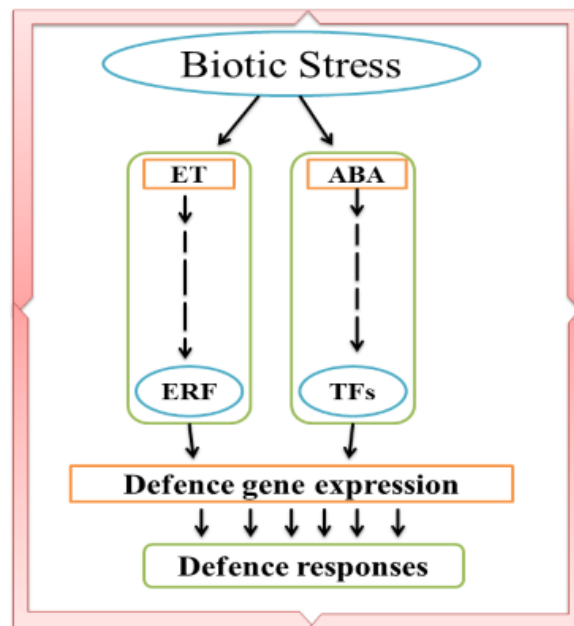 Biotic Stress
ET
ABA
ERF
TFs
Defence gene expression
Defence responses